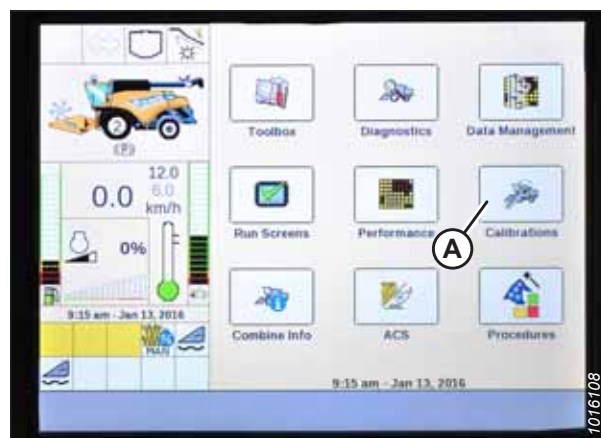 Toolbox
Diagnostics
Data Management
2
(P)
12.0
0.0
6.0
km/h
Run Screens
Performance
Calibrations
A
0%
9:15 am - Jan 13, 2016
MAN
Combine Info
ACS
Procedures
9:15 am - Jan 13, 2016
1016108